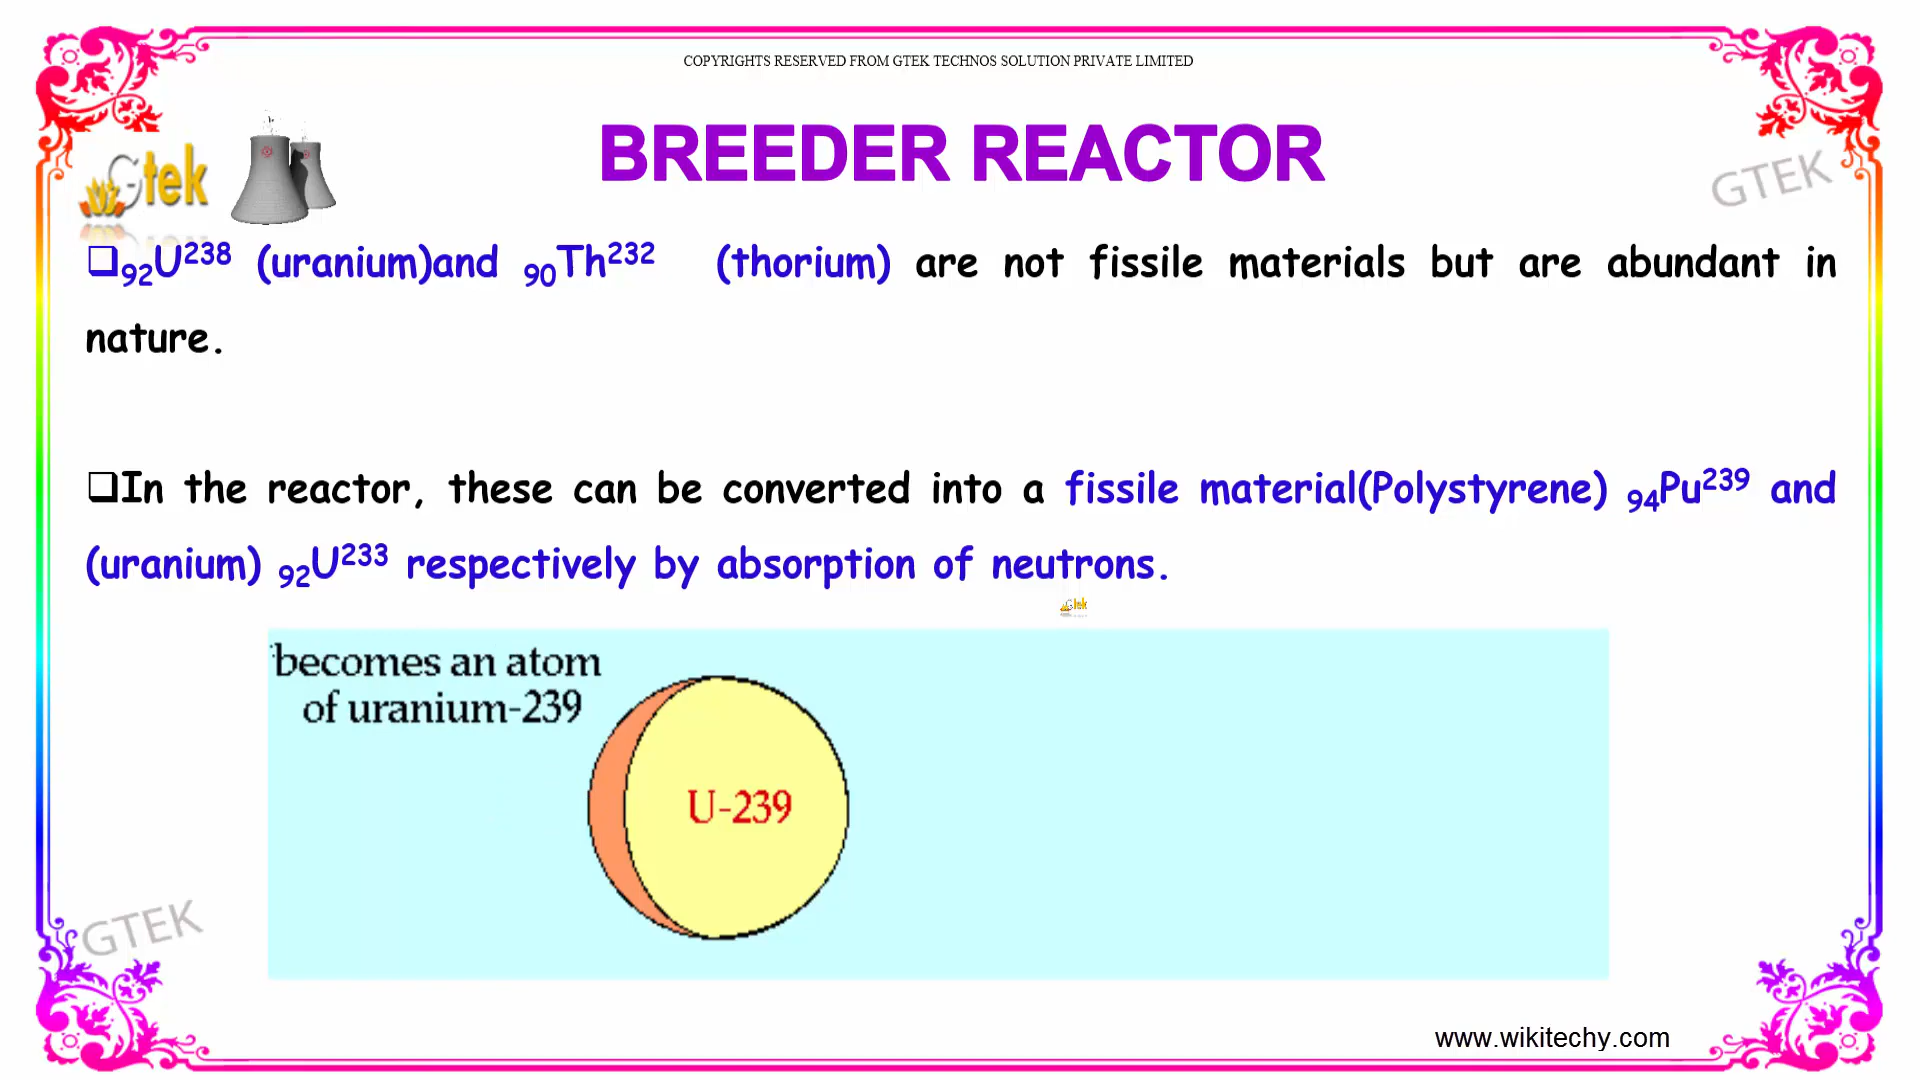 COPYRIGHTS RESERVED FROM GTEK TECHNOS SOLUTION PRIVATE LIMITED
Gtek
BREEDER REACTOR
GTEK
❑₉₂U²³⁸ (uranium)and ₉₀Th²³² (thorium) are not fissile materials but are abundant in
nature.
❑In the reactor, these can be converted into a fissile material(Polystyrene) ₉₄Pu²³⁹ and
(uranium) ₉₂U²³³ respectively by absorption of neutrons.
Gtek
becomes an atom
of uranium-239
U-239
GTEK
www.wikitechy.com